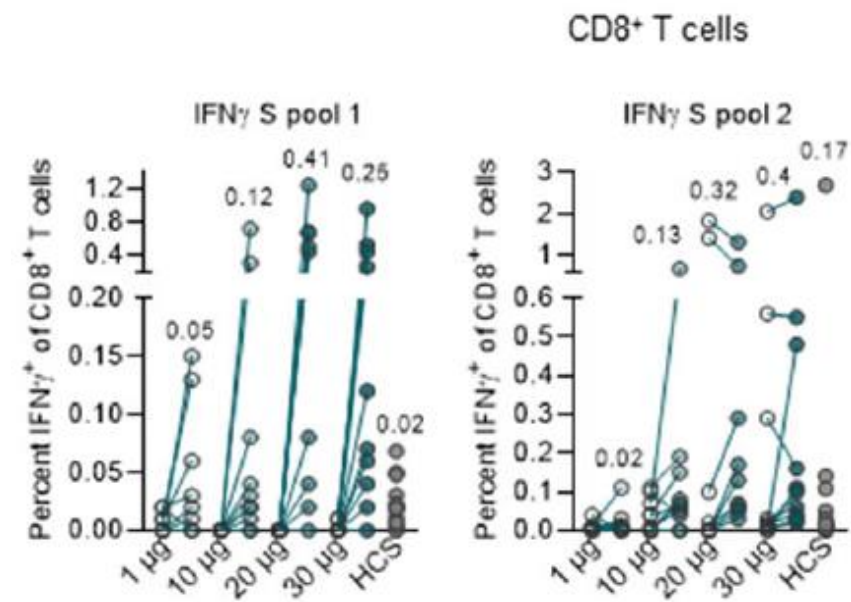 CD8⁺ T cells
IFNγ S pool 1
Percent IFNγ⁺ of CD8⁺ T cells
1.2
0.8
0.4
0.20
0.15
0.10
0.05
0.00
0.05
0.12
0.41
0.25
0.02
1 µg
10 µg
20 µg
30 µg
HCS
IFNγ S pool 2
Percent IFNγ⁺ of CD8⁺ T cells
3
2
1
0.6
0.5
0.4
0.3
0.2
0.1
0.0
0.02
0.13
0.32
0.4
0.17
1 µg
10 µg
20 µg
30 µg
HCS